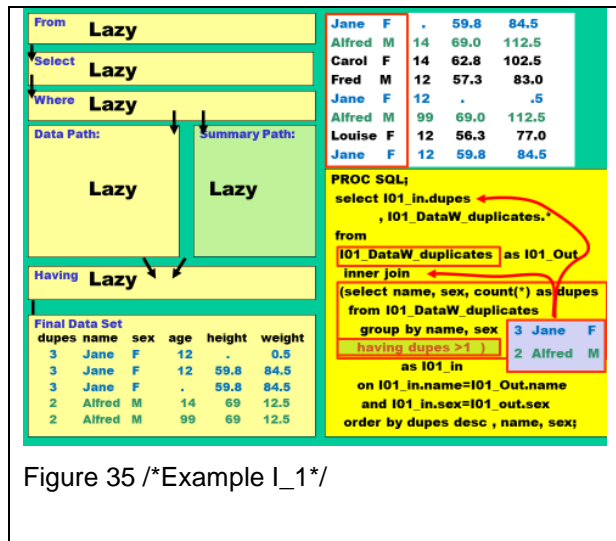 From Lazy
Select Lazy
Where Lazy
Data Path:
Lazy
Summary Path:
Lazy
Having Lazy
Final Data Set
dupes name sex age height weight
3 Jane F 12 . 0.5
3 Jane F 12 59.8 84.5
3 Jane F . 59.8 84.5
2 Alfred M 14 69 12.5
2 Alfred M 99 69 12.5
Jane F . 59.8 84.5
Alfred M 14 69.0 112.5
Carol F 14 62.8 102.5
Fred M 12 57.3 83.0
Jane F 12 . .5
Alfred M 99 69.0 112.5
Louise F 12 56.3 77.0
Jane F 12 59.8 84.5
PROC SQL;
select I01_in.dupes
, I01_DataW_duplicates.*
from
I01_DataW_duplicates as I01_Out
inner join
(select name, sex, count(*) as dupes
from I01_DataW_duplicates
group by name, sex
having dupes >1 )
3 Jane F
2 Alfred M
as I01_in
on I01_in.name=I01_Out.name
and I01_in.sex=I01_out.sex
order by dupes desc , name, sex;
Figure 35 /*Example I_1*/